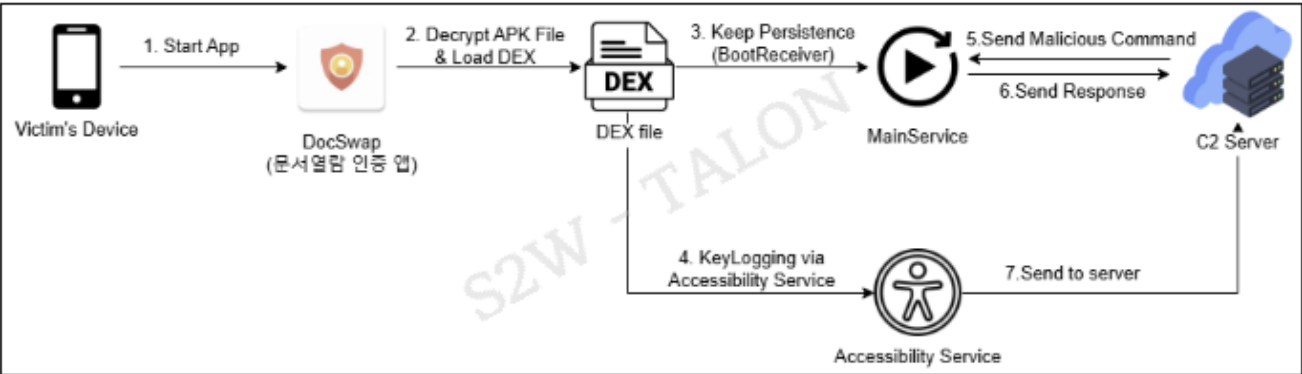 1. Start App
2. Decrypt APK File
& Load DEX
3. Keep Persistence
(BootReceiver)
5.Send Malicious Command
6.Send Response
DEX
Victim's Device
DocSwap
(문서열람 인증 앱)
DEX file
MainService
C2 Server
4. KeyLogging via
Accessibility Service
7.Send to server
Accessibility Service
S2W - TALON